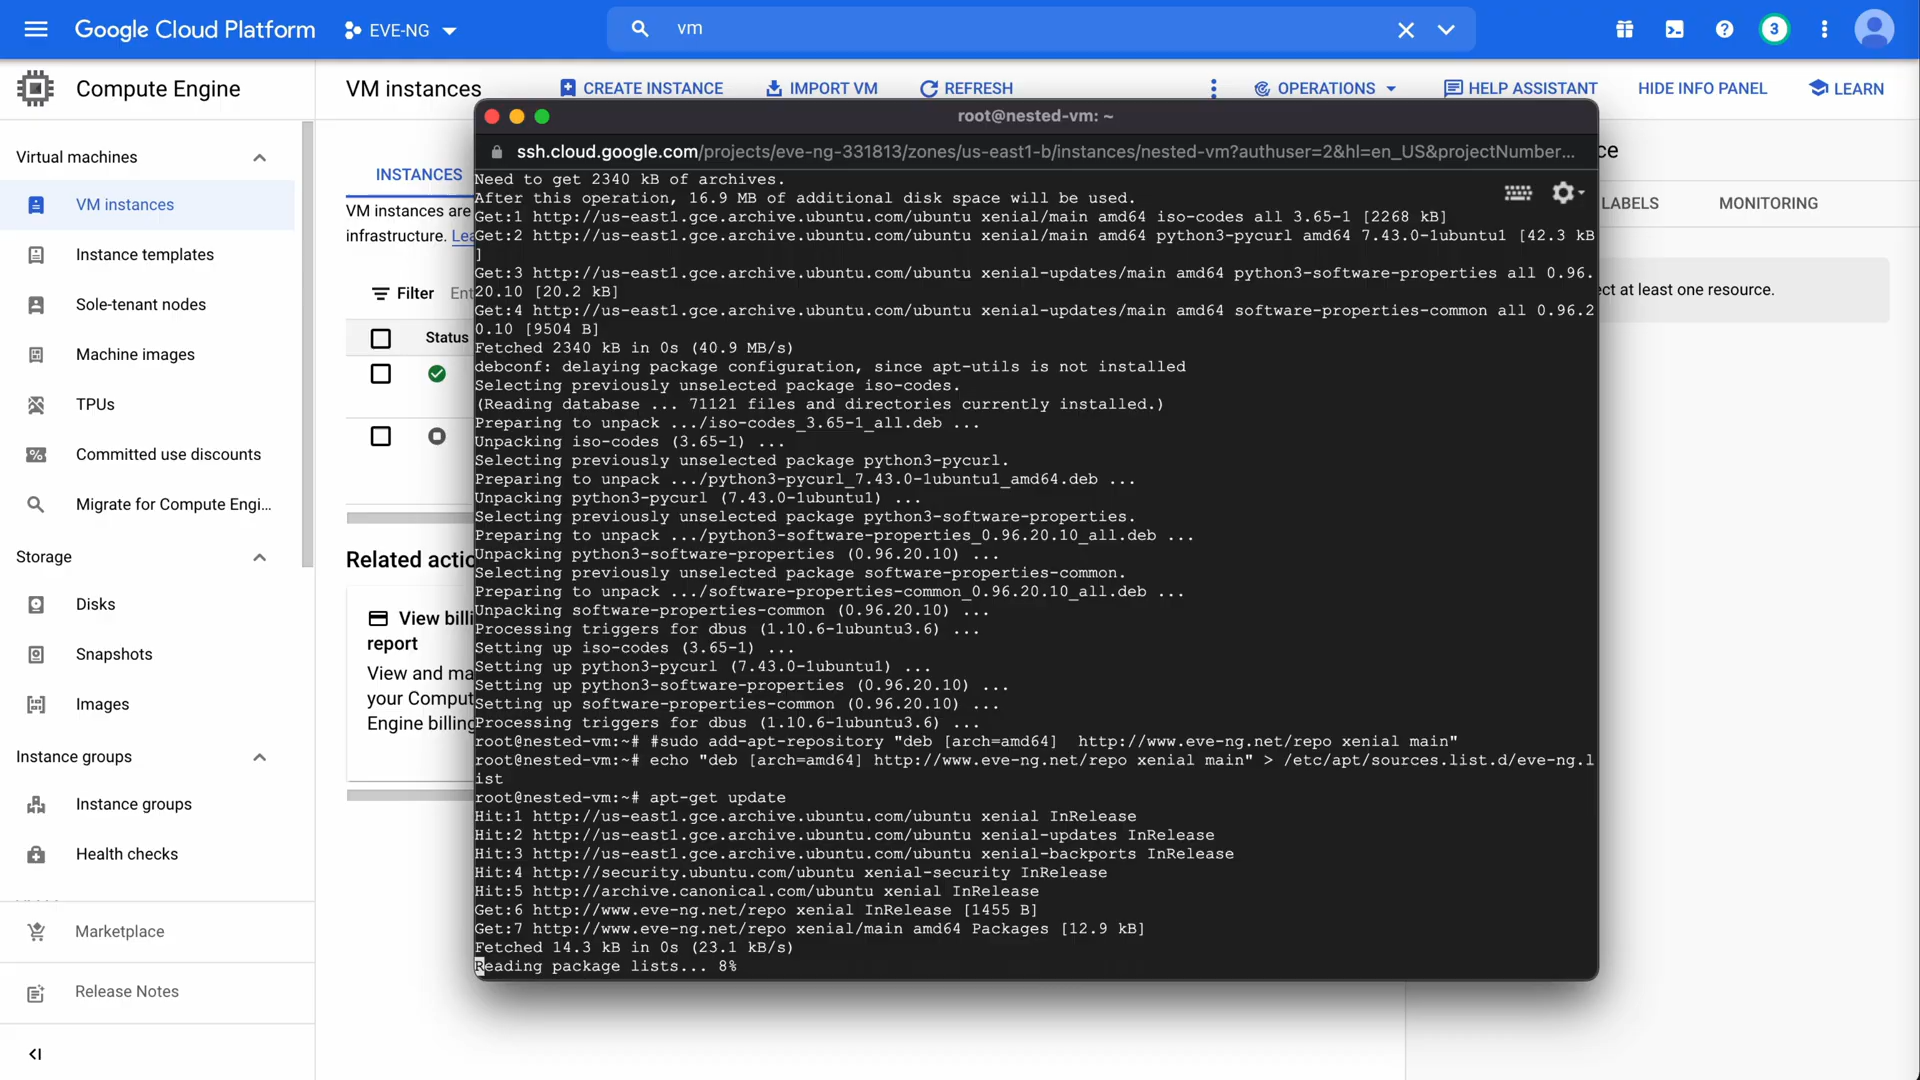 Google Cloud Platform
EVE-NG
vm
3
Compute Engine
VM instances
CREATE INSTANCE
IMPORT VM
REFRESH
OPERATIONS
HELP ASSISTANT
HIDE INFO PANEL
LEARN
Virtual machines
VM instances
Instance templates
Sole-tenant nodes
Machine images
TPUs
Committed use discounts
Migrate for Compute Engi...
Storage
Disks
Snapshots
Images
Instance groups
Instance groups
Health checks
Marketplace
Release Notes
INSTANCES
VM instances are
infrastructure. Lea
Filter Ent
Status
Related actio
View billi
report
View and ma
your Comput
Engine billing
root@nested-vm: ~
ssh.cloud.google.com/projects/eve-ng-331813/zones/us-east1-b/instances/nested-vm?authuser=2&hl=en_US&projectNumber...
Need to get 2340 kB of archives.
After this operation, 16.9 MB of additional disk space will be used.
Get:1 http://us-east1.gce.archive.ubuntu.com/ubuntu xenial/main amd64 iso-codes all 3.65-1 [2268 kB]
Get:2 http://us-east1.gce.archive.ubuntu.com/ubuntu xenial/main amd64 python3-pycurl amd64 7.43.0-1ubuntu1 [42.3 kB
]
Get:3 http://us-east1.gce.archive.ubuntu.com/ubuntu xenial-updates/main amd64 python3-software-properties all 0.96.
20.10 [20.2 kB]
Get:4 http://us-east1.gce.archive.ubuntu.com/ubuntu xenial-updates/main amd64 software-properties-common all 0.96.2
0.10 [9504 B]
Fetched 2340 kB in 0s (40.9 MB/s)
debconf: delaying package configuration, since apt-utils is not installed
Selecting previously unselected package iso-codes.
(Reading database ... 71121 files and directories currently installed.)
Preparing to unpack .../iso-codes_3.65-1_all.deb ...
Unpacking iso-codes (3.65-1) ...
Selecting previously unselected package python3-pycurl.
Preparing to unpack .../python3-pycurl_7.43.0-1ubuntu1_amd64.deb ...
Unpacking python3-pycurl (7.43.0-1ubuntu1) ...
Selecting previously unselected package python3-software-properties.
Preparing to unpack .../python3-software-properties_0.96.20.10_all.deb ...
Unpacking python3-software-properties (0.96.20.10) ...
Selecting previously unselected package software-properties-common.
Preparing to unpack .../software-properties-common_0.96.20.10_all.deb ...
Unpacking software-properties-common (0.96.20.10) ...
Processing triggers for dbus (1.10.6-1ubuntu3.6) ...
Setting up iso-codes (3.65-1) ...
Setting up python3-pycurl (7.43.0-1ubuntu1) ...
Setting up python3-software-properties (0.96.20.10) ...
Setting up software-properties-common (0.96.20.10) ...
Processing triggers for dbus (1.10.6-1ubuntu3.6) ...
root@nested-vm:~# #sudo add-apt-repository "deb [arch=amd64]  http://www.eve-ng.net/repo xenial main"
root@nested-vm:~# echo "deb [arch=amd64] http://www.eve-ng.net/repo xenial main" > /etc/apt/sources.list.d/eve-ng.l
ist
root@nested-vm:~# apt-get update
Hit:1 http://us-east1.gce.archive.ubuntu.com/ubuntu xenial InRelease
Hit:2 http://us-east1.gce.archive.ubuntu.com/ubuntu xenial-updates InRelease
Hit:3 http://us-east1.gce.archive.ubuntu.com/ubuntu xenial-backports InRelease
Hit:4 http://security.ubuntu.com/ubuntu xenial-security InRelease
Hit:5 http://archive.canonical.com/ubuntu xenial InRelease
Get:6 http://www.eve-ng.net/repo xenial InRelease [1455 B]
Get:7 http://www.eve-ng.net/repo xenial/main amd64 Packages [12.9 kB]
Fetched 14.3 kB in 0s (23.1 kB/s)
Reading package lists... 8%
ce
LABELS
MONITORING
ect at least one resource.